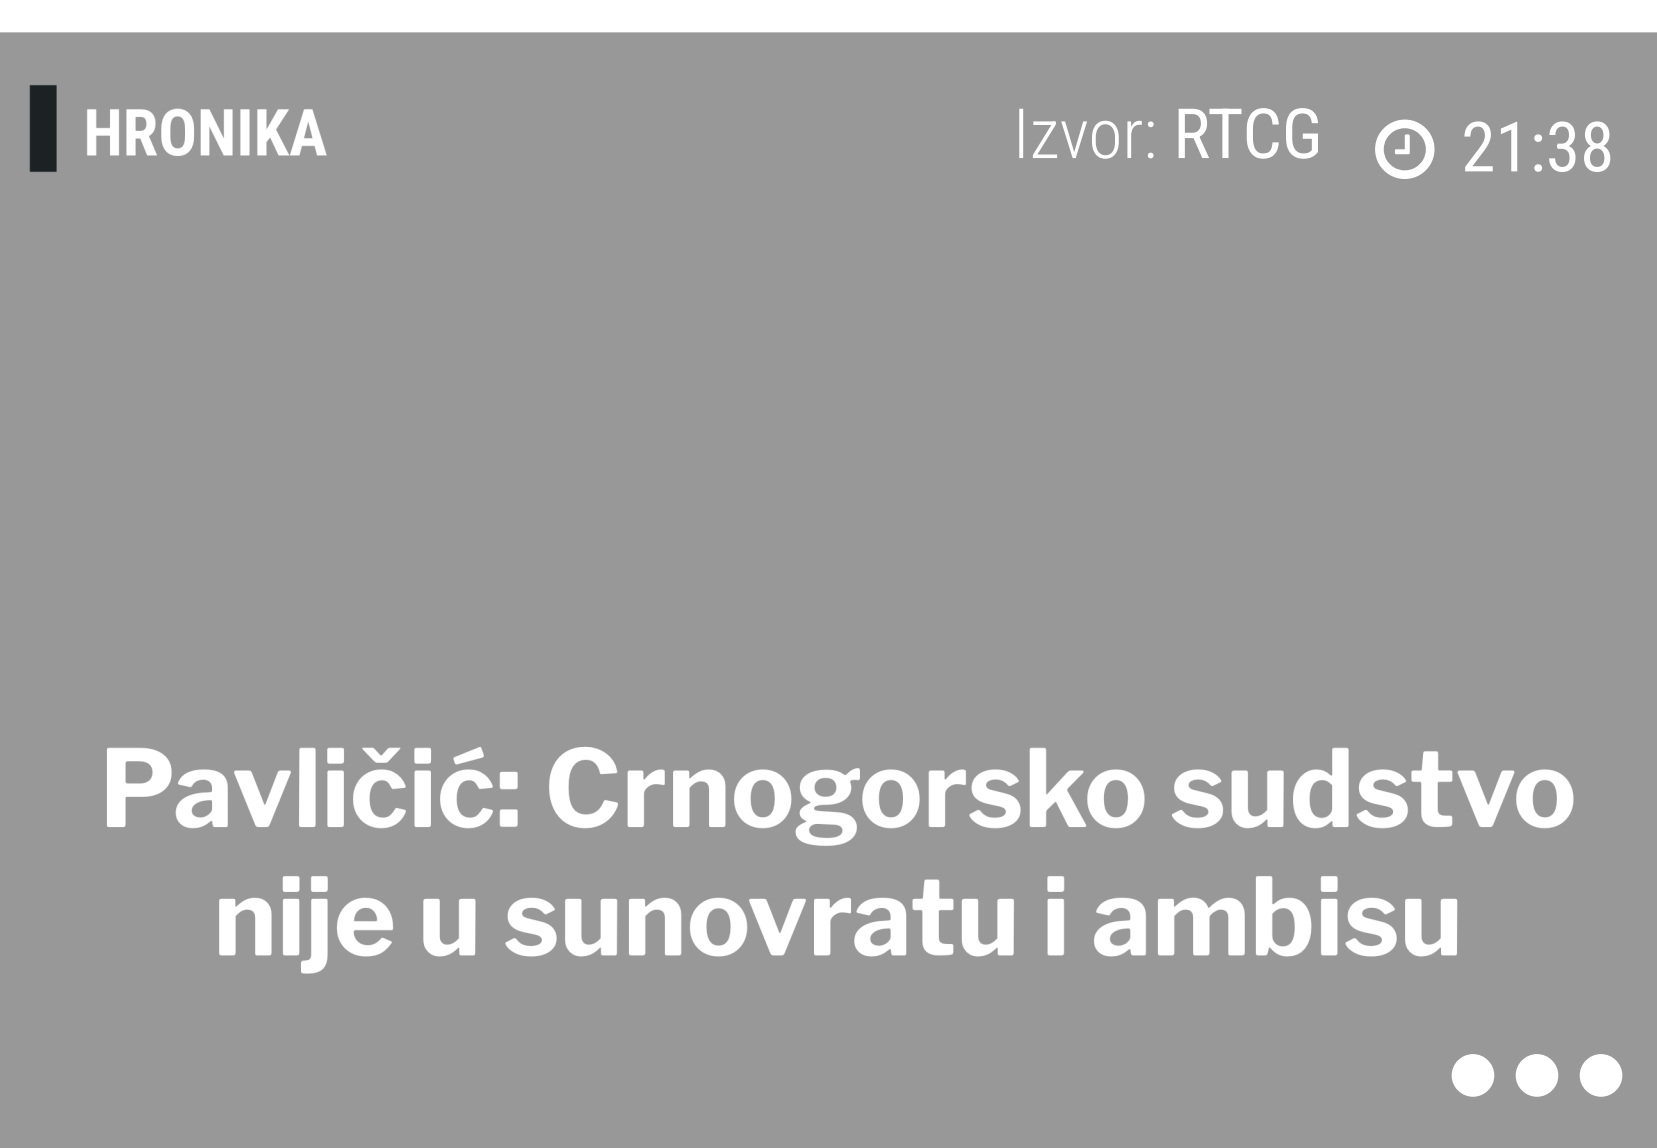 HRONIKA
Izvor: RTCG 21:38
Pavličić: Crnogorsko sudstvo
nije u sunovratu i ambisu